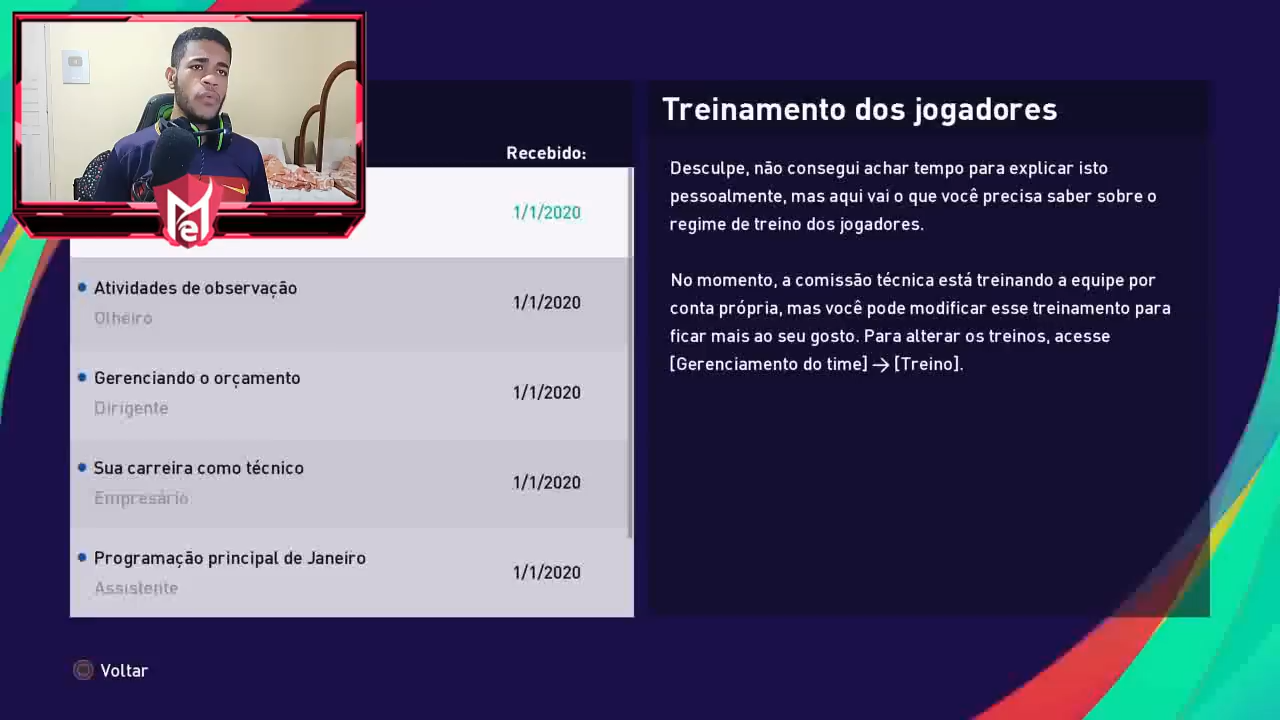 Recebido:
1/1/2020
Atividades de observação
Olheiro
1/1/2020
Gerenciando o orçamento
Dirigente
1/1/2020
Sua carreira como técnico
Empresário
1/1/2020
Programação principal de Janeiro
Assistente
1/1/2020
Treinamento dos jogadores
Desculpe, não consegui achar tempo para explicar isto
pessoalmente, mas aqui vai o que você precisa saber sobre o
regime de treino dos jogadores.
No momento, a comissão técnica está treinando a equipe por
conta própria, mas você pode modificar esse treinamento para
ficar mais ao seu gosto. Para alterar os treinos, acesse
[Gerenciamento do time] → [Treino].
Voltar